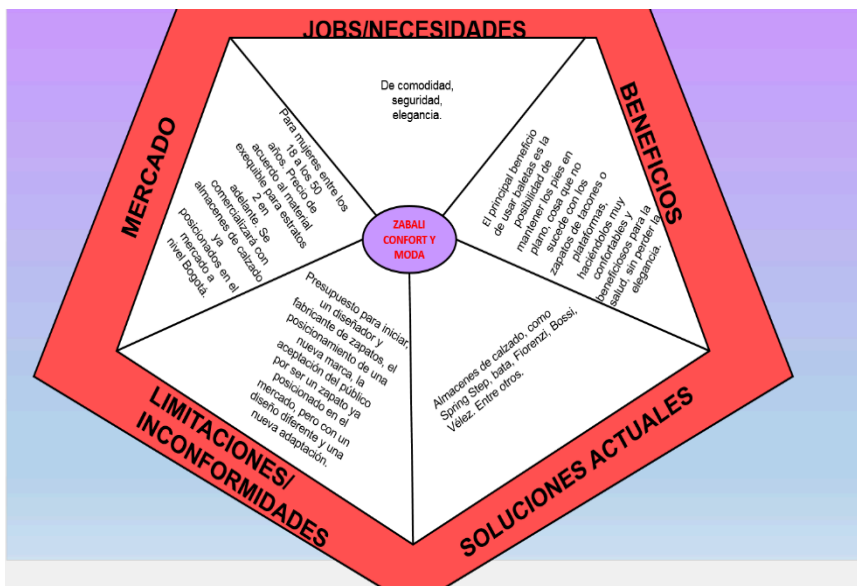 JOBS/NECESIDADES
De comodidad,
seguridad,
elegancia.
BENEFICIOS
El principal beneficio
de usar baletas es la
posibilidad de
mantener los pies en
plano, cosa que no
sucede con los
zapatos de tacones o
plataformas,
haciéndolos muy
confortables y
beneficiosos para la
salud, sin perder la
elegancia.
SOLUCIONES ACTUALES
Almacenes de calzado, como
Spring Step, bata, Fiorenzi, Bossi,
Vélez. Entre otros.
LIMITACIONES/
INCONFORMIDADES
Presupuesto para iniciar,
un diseñador y
fabricante de zapatos, el
posicionamiento de una
nueva marca, la
aceptación del público
por ser un zapato ya
posicionado en el
mercado, pero con un
diseño diferente y una
nueva adaptación.
MERCADO
Para mujeres entre los
18 a los 50
años. Precio de
acuerdo al material
exequible para estratos
2 en
adelante. Se
comercializará con
almacenes de calzado
ya
posicionados en el
mercado a
nivel Bogotá.
ZABALI
CONFORT Y
MODA